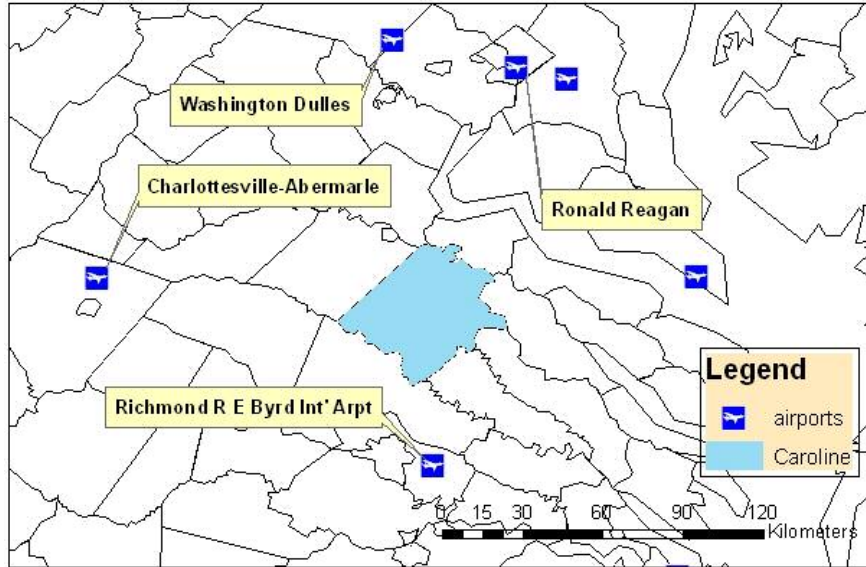 Washington Dulles
Charlottesville-Abermarle
Ronald Reagan
Richmond R E Byrd Int' Arpt
Legend
airports
Caroline
0 15 30 60 90 120
Kilometers